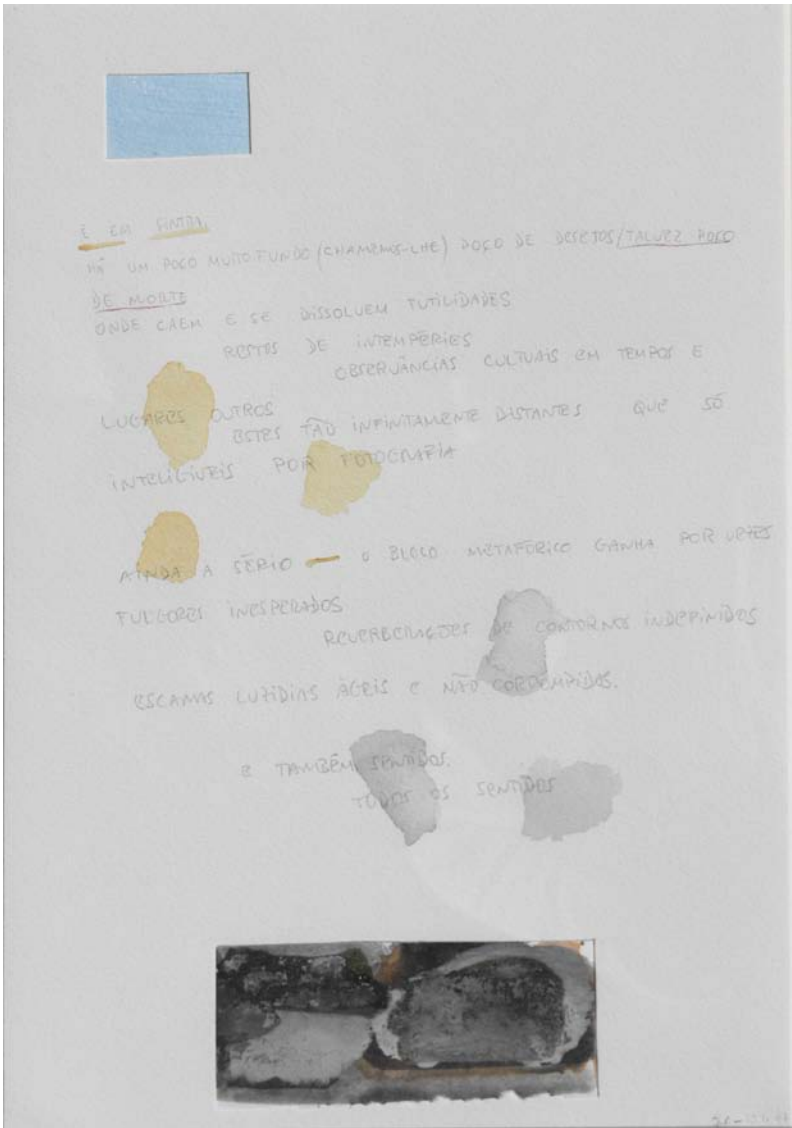 E EM SINTRA
HÁ UM POÇO MUITO FUNDO (CHAMEMOS-LHE) POÇO DE DESEJOS/TALVEZ POÇO
DE MORTE
ONDE CAEM E SE DISSOLVEM FUTILIDADES
RESTOS DE INTEMPÉRIES
OBSERVÂNCIAS CULTUAIS EM TEMPOS E
LUGARES OUTROS
ESTES TÃO INFINITAMENTE DISTANTES QUE SÓ
INTELIGÍVEIS POR FOTOGRAFIA
AINDA A SÉRIO — O BLOCO METAFÓRICO GANHA POR VEZES
FULGORES INESPERADOS
REVERBERAÇÕES DE CONTORNOS INDEFINIDOS
ESCAMAS LUZIDIAS ÁGEIS E NÃO CORROMPIDAS.
E TAMBÉM SENTIDOS.
TODOS OS SENTIDOS